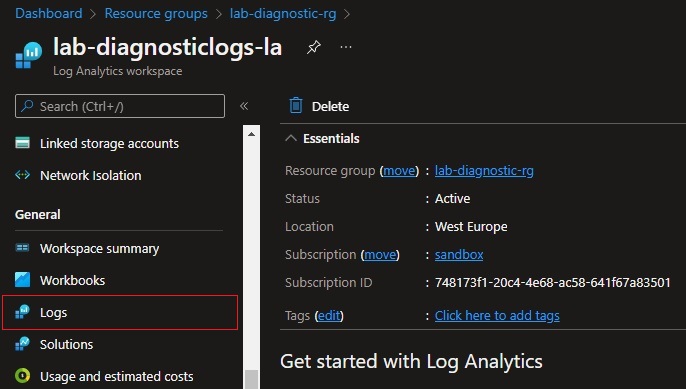 Dashboard > Resource groups > lab-diagnostic-rg >
lab-diagnosticlogs-la ...
Log Analytics workspace
Search (Ctrl+/) «
Linked storage accounts
Network Isolation
General
Workspace summary
Workbooks
Logs
Solutions
Usage and estimated costs
Delete
Essentials
Resource group (move) : lab-diagnostic-rg
Status : Active
Location : West Europe
Subscription (move) : sandbox
Subscription ID : 748173f1-20c4-4e68-ac58-641f67a83501
Tags (edit) : Click here to add tags
Get started with Log Analytics